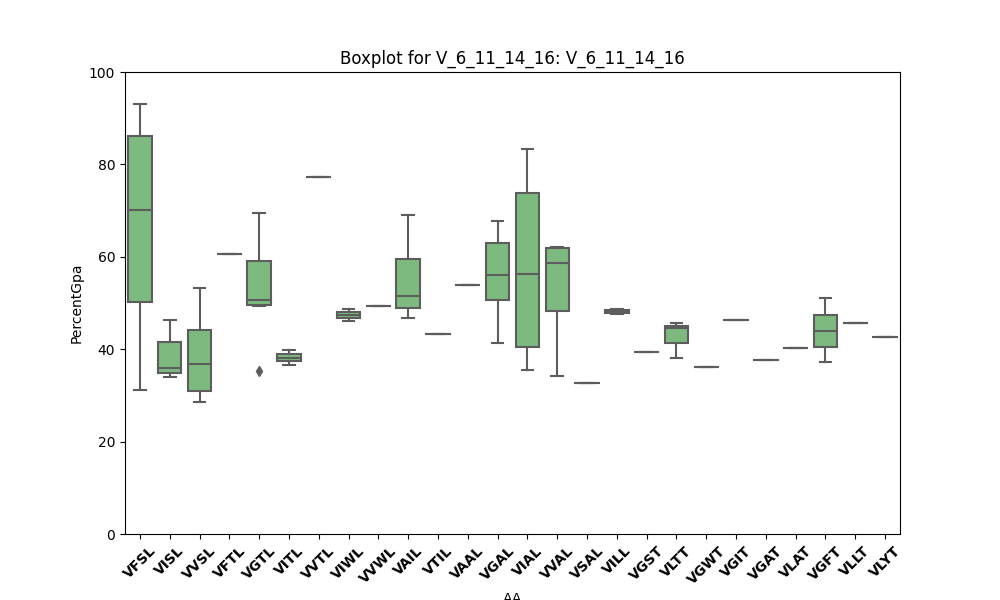 Boxplot for V_6_11_14_16: V_6_11_14_16
100
80
60
40
20
0
PercentGpa
VFSL VISL VVSL VFTL VGTL VITL VVTL VIWL VVWL VAIL VTIL VAAL VGAL VIAL VVAL VSAL VILL VGST VLTT VGWT VGIT VGAT VLAT VGFT VLLT VLYT
AA